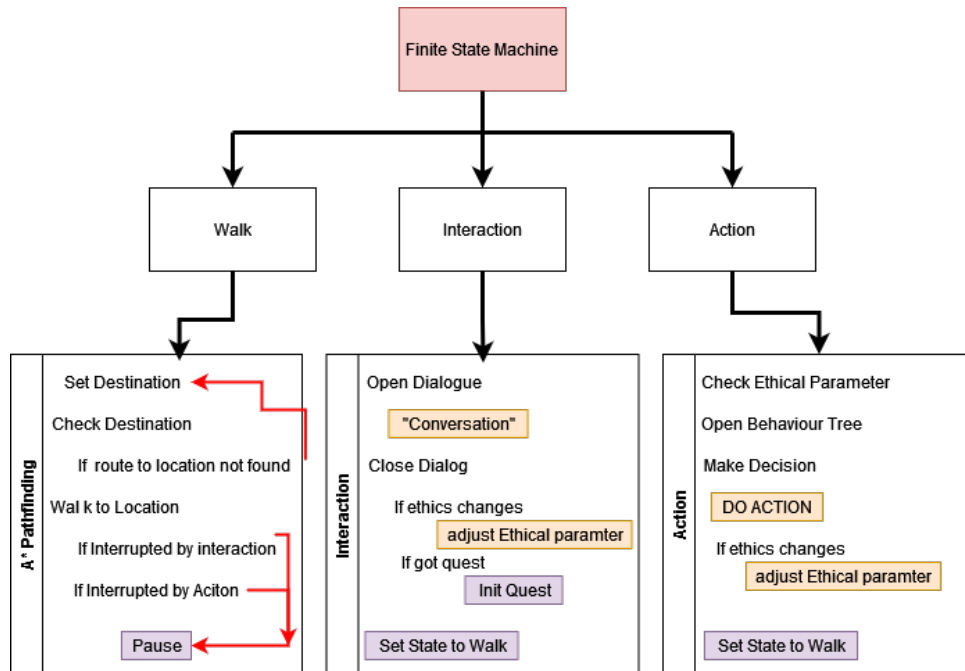 Finite State Machine
Walk
Interaction
Action
A* Pathfinding
Set Destination
Check Destination
If route to location not found
Wal k to Location
If Interrupted by interaction
If Interrupted by Aciton
Pause
Interaction
Open Dialogue
"Conversation"
Close Dialog
If ethics changes
adjust Ethical paramter
If got quest
Init Quest
Set State to Walk
Action
Check Ethical Parameter
Open Behaviour Tree
Make Decision
DO ACTION
If ethics changes
adjust Ethical paramter
Set State to Walk